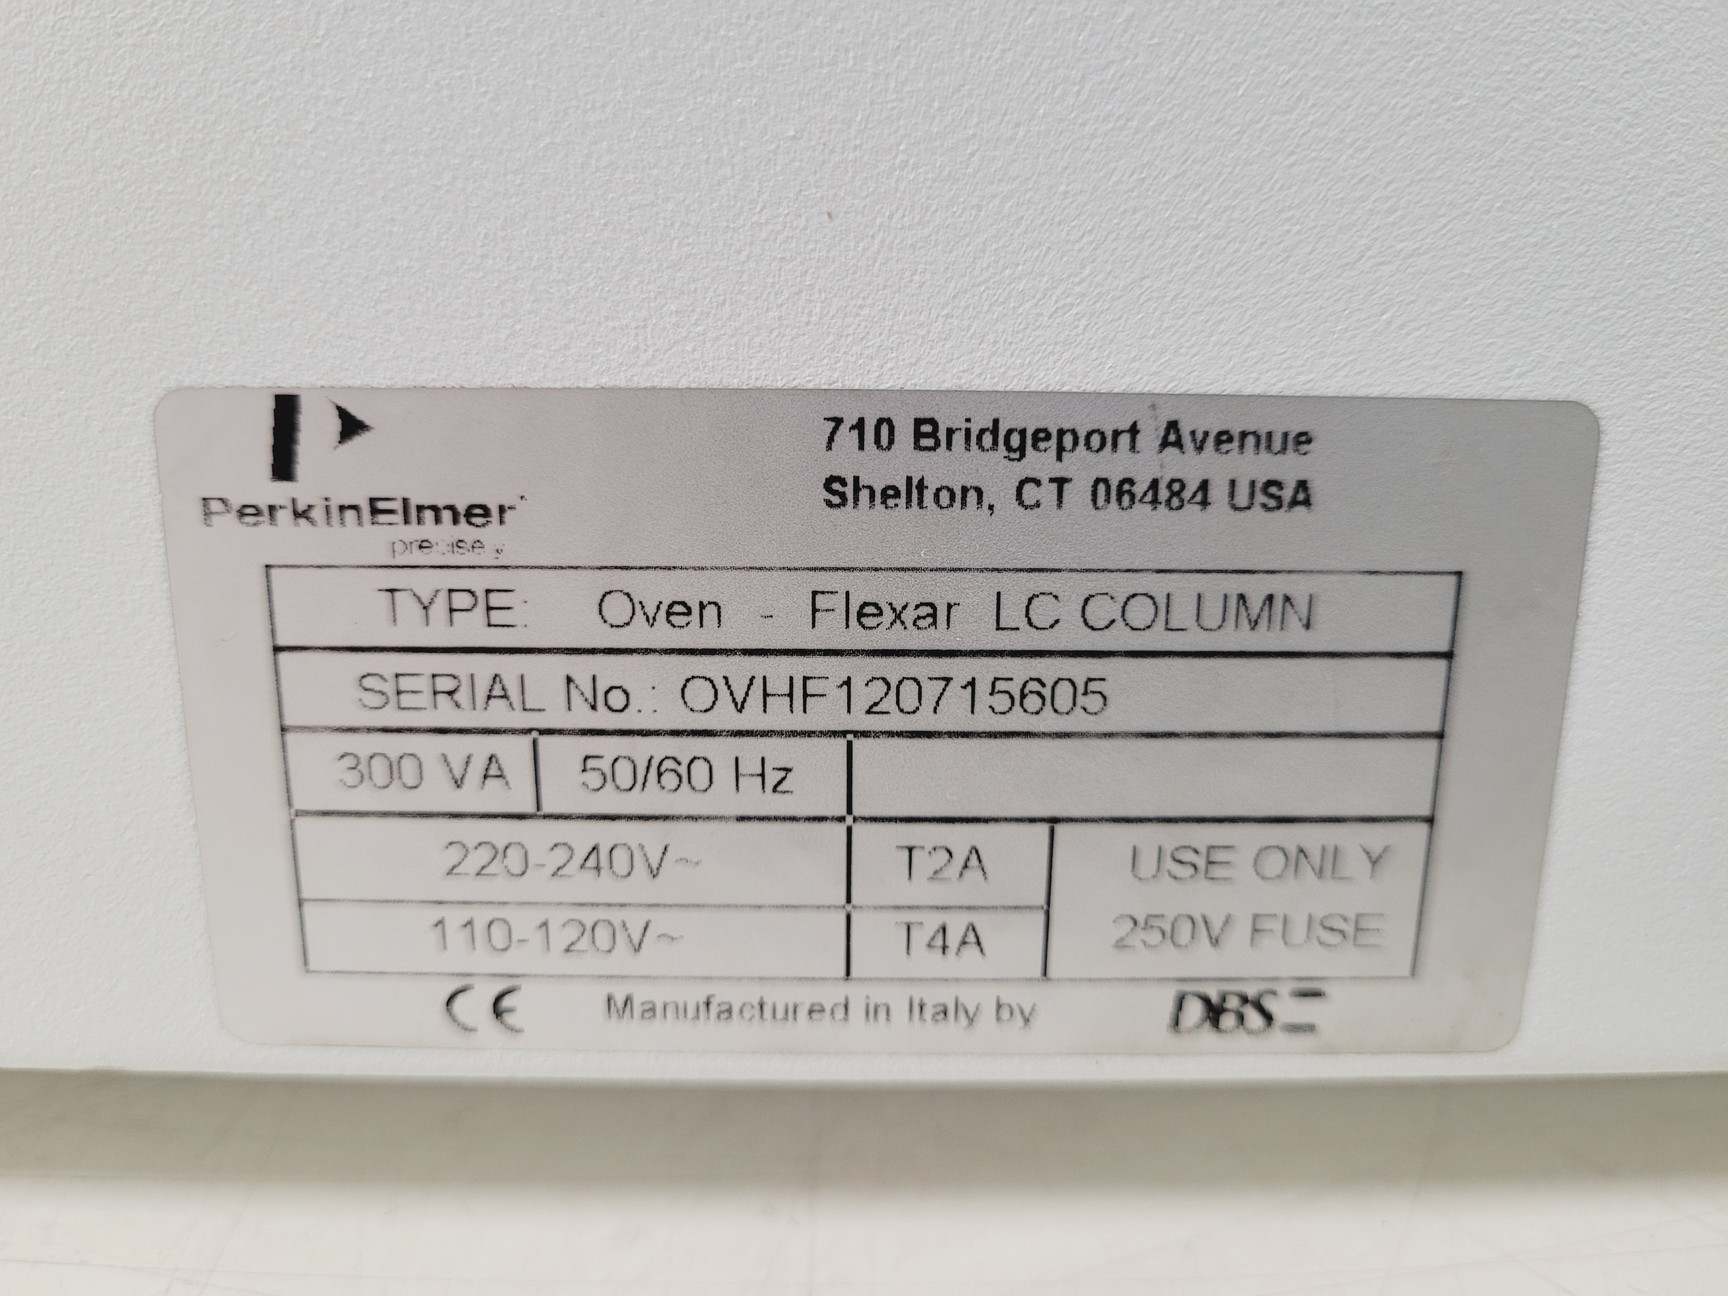 710 Bridgeport Avenue
Shelton, CT 06484 USA
PerkinElmer
precisely
TYPE: Oven - Flexar LC COLUMN
SERIAL No.: OVHF120715605
300 VA 50/60 Hz
220-240V~ T2A USE ONLY
110-120V~ T4A 250V FUSE
CE Manufactured in Italy by DBS